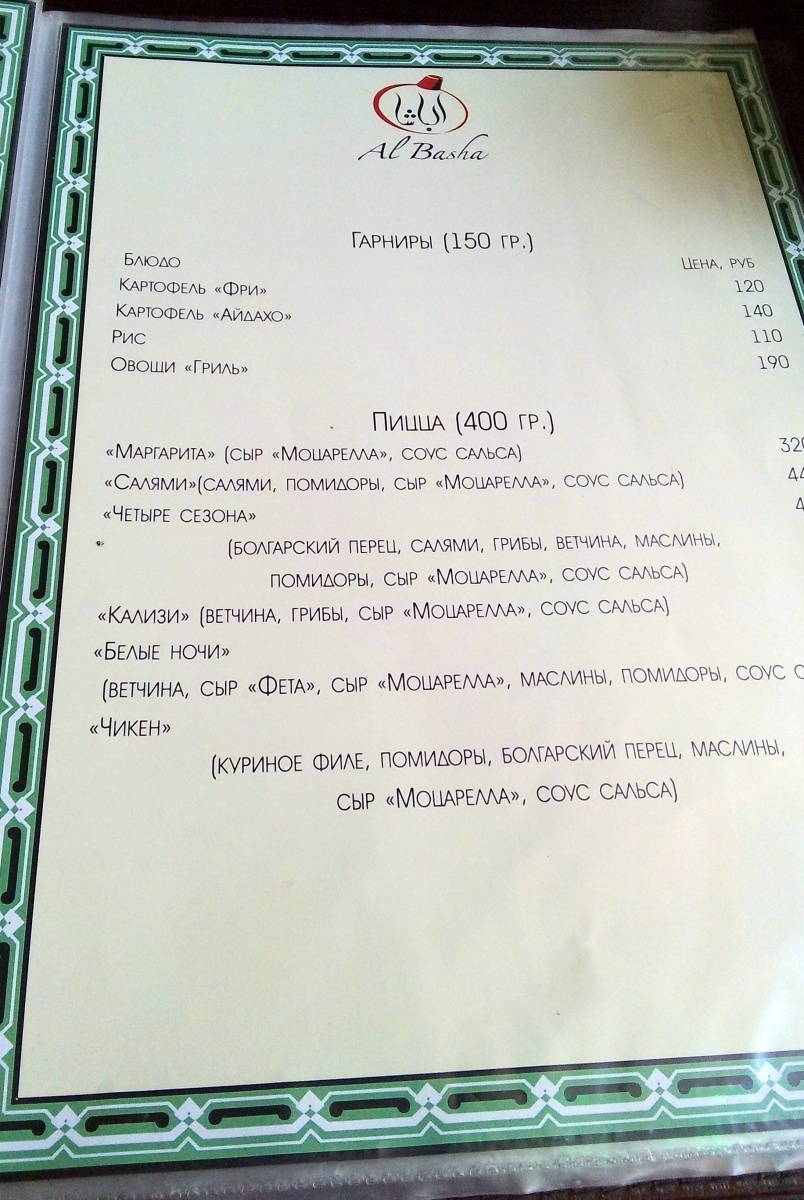 الباشا
Al Basha
Гарниры (150 гр.)
Блюдо Цена, руб
Картофель «Фри» 120
Картофель «Айдахо» 140
Рис 110
Овощи «Гриль» 190
Пицца (400 гр.)
«Маргарита» (сыр «Моцарелла», соус сальса) 320
«Салями»(салями, помидоры, сыр «Моцарелла», соус сальса)
«Четыре сезона»
(болгарский перец, салями, грибы, ветчина, маслины,
помидоры, сыр «Моцарелла», соус сальса)
«Кализи» (ветчина, грибы, сыр «Моцарелла», соус сальса)
«Белые ночи»
(ветчина, сыр «Фета», сыр «Моцарелла», маслины, помидоры, соус
«Чикен»
(куриное филе, помидоры, болгарский перец, маслины,
сыр «Моцарелла», соус сальса)